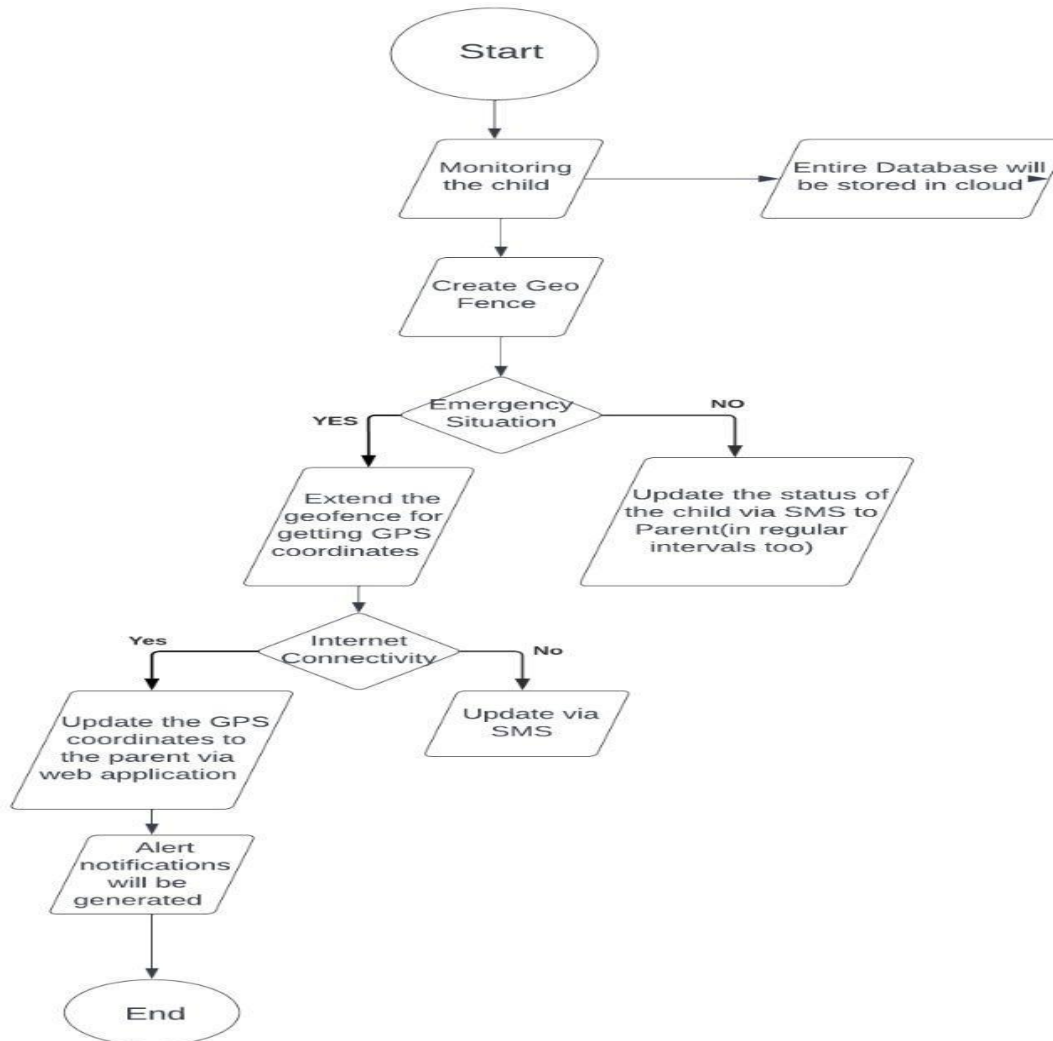 Start
Monitoring
the child
Entire Database will
be stored in cloud
Create Geo
Fence
Emergency
Situation
YES
NO
Extend the
geofence for
getting GPS
coordinates
Update the status of
the child via SMS to
Parent(in regular
intervals too)
Internet
Connectivity
Yes
No
Update the GPS
coordinates to
the parent via
web application
Update via
SMS
Alert
notifications
will be
generated
End